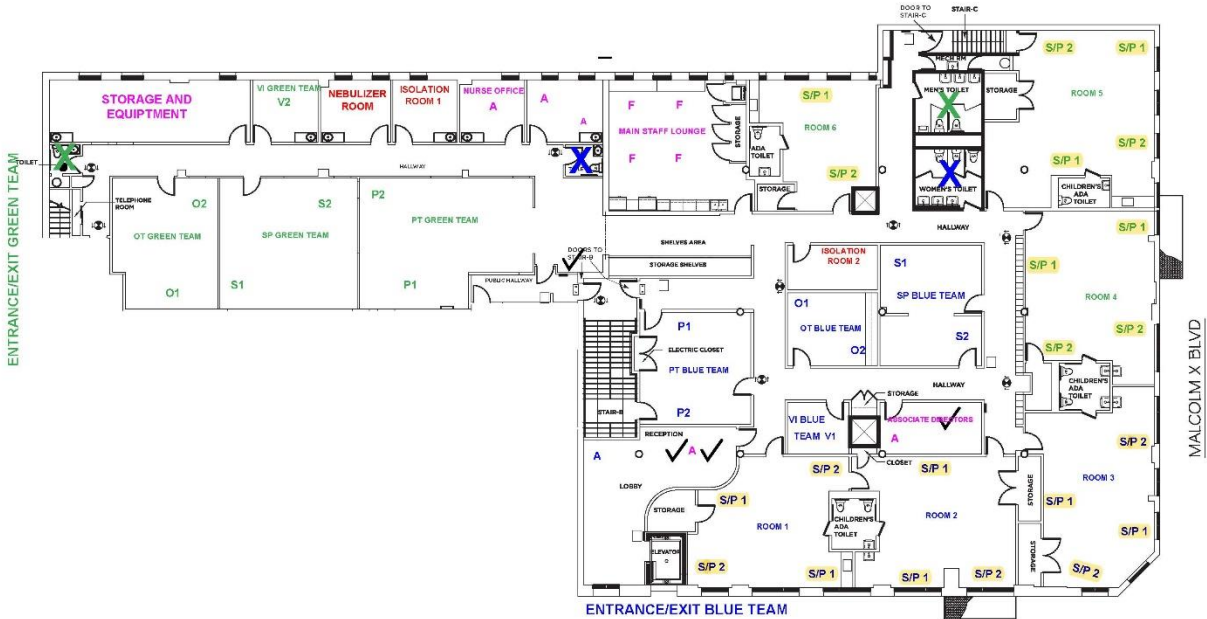 DOOR TO
STAIR-C
STAIR-C
S/P 2
S/P 1
MECH RM
MEN'S TOILET
X
STORAGE
ROOM 5
S/P 2
S/P 1
CHILDREN'S
ADA
TOILET
X
WOMEN'S TOILET
STORAGE AND
EQUIPTMENT
VI GREEN TEAM
V2
NEBULIZER
ROOM
ISOLATION
ROOM 1
NURSE OFFICE
A
A
A
F
F
MAIN STAFF LOUNGE
F
F
STORAGE
S/P 1
ROOM 6
ADA
TOILET
S/P 2
STORAGE
X
TOILET
HALLWAY
X
TELEPHONE
ROOM
O2
OT GREEN TEAM
O1
S2
SP GREEN TEAM
S1
P2
PT GREEN TEAM
P1
ENTRANCE/EXIT GREEN TEAM
DOORS TO
STAIR-B
PUBLIC HALLWAY
SHELVES AREA
STORAGE SHELVES
HALLWAY
ISOLATION
ROOM 2
S1
SP BLUE TEAM
S2
O1
OT BLUE TEAM
O2
S/P 1
S/P 1
ROOM 4
S/P 2
S/P 2
CHILDREN'S
ADA
TOILET
MALCOLM X BLVD
P1
ELECTRIC CLOSET
PT BLUE TEAM
P2
STAIR-B
HALLWAY
STORAGE
VI BLUE
TEAM V1
ASSOCIATE DIRECTORS
A
CLOSET
RECEPTION
A
A
LOBBY
STORAGE
ELEVATOR
S/P 2
S/P 1
ROOM 1
S/P 2
S/P 1
CHILDREN'S
ADA
TOILET
S/P 1
ROOM 2
S/P 1
S/P 2
STORAGE
STORAGE
S/P 2
ROOM 3
S/P 1
S/P 1
S/P 2
ENTRANCE/EXIT BLUE TEAM